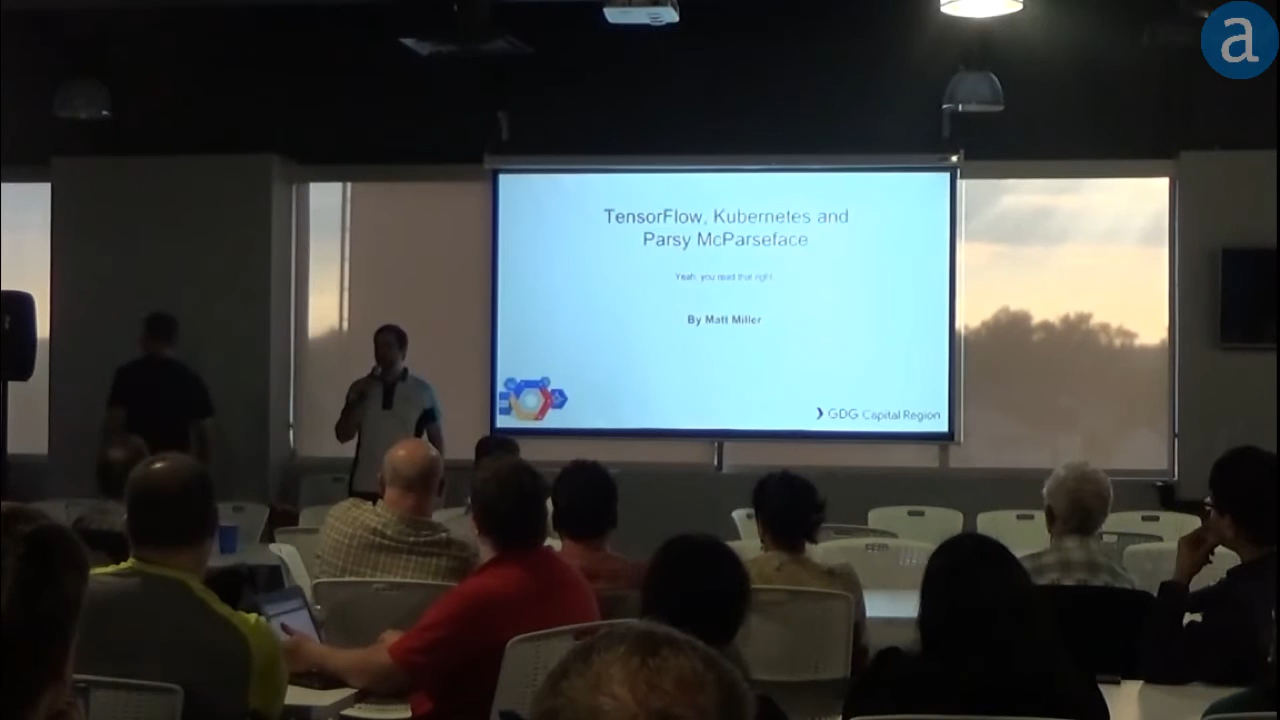 a
TensorFlow, Kubernetes and
Parsy McParseface
Yeah, you read that right
By Matt Miller
GDG Capital Region